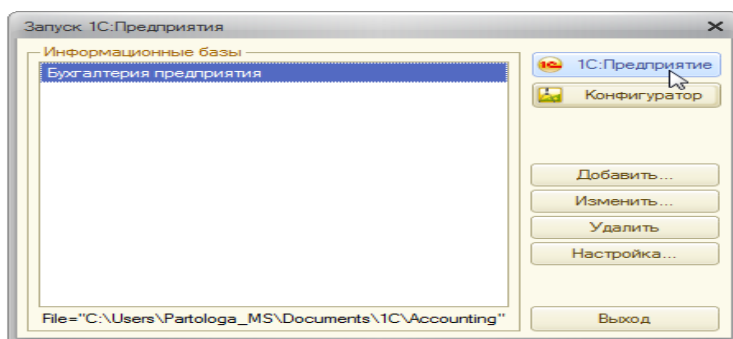 Запуск 1С:Предприятия
Информационные базы
Бухгалтерия предприятия
1С:Предприятие
Конфигуратор
Добавить...
Изменить...
Удалить
Настройка...
File="C:\Users\Partologa_MS\Documents\1C\Accounting"
Выход